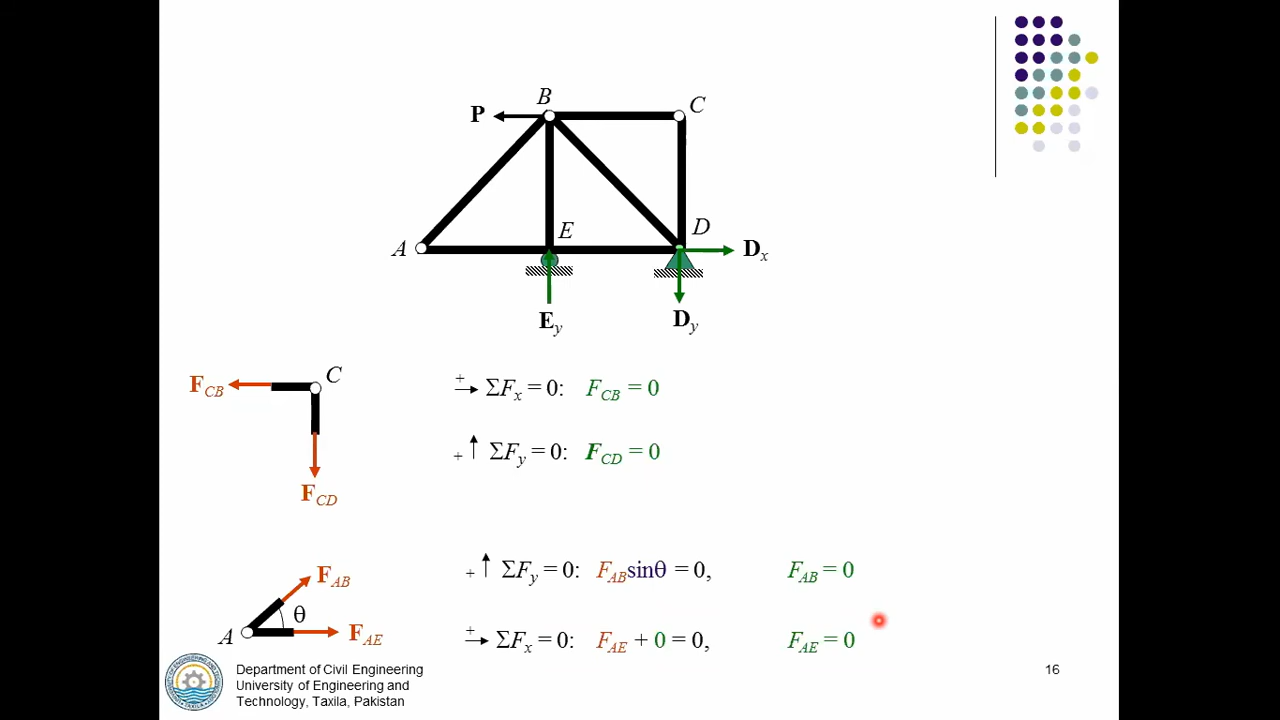 B
C
P
E
D
A
Dx
Ey
Dy
C
FCB
FCD
+ → ΣFx = 0: FCB = 0
+ ↑ ΣFy = 0: FCD = 0
FAB
θ
A
FAE
+ ↑ ΣFy = 0: FABsinθ = 0, FAB = 0
+ → ΣFx = 0: FAE + 0 = 0, FAE = 0
Department of Civil Engineering
University of Engineering and
Technology, Taxila, Pakistan
16